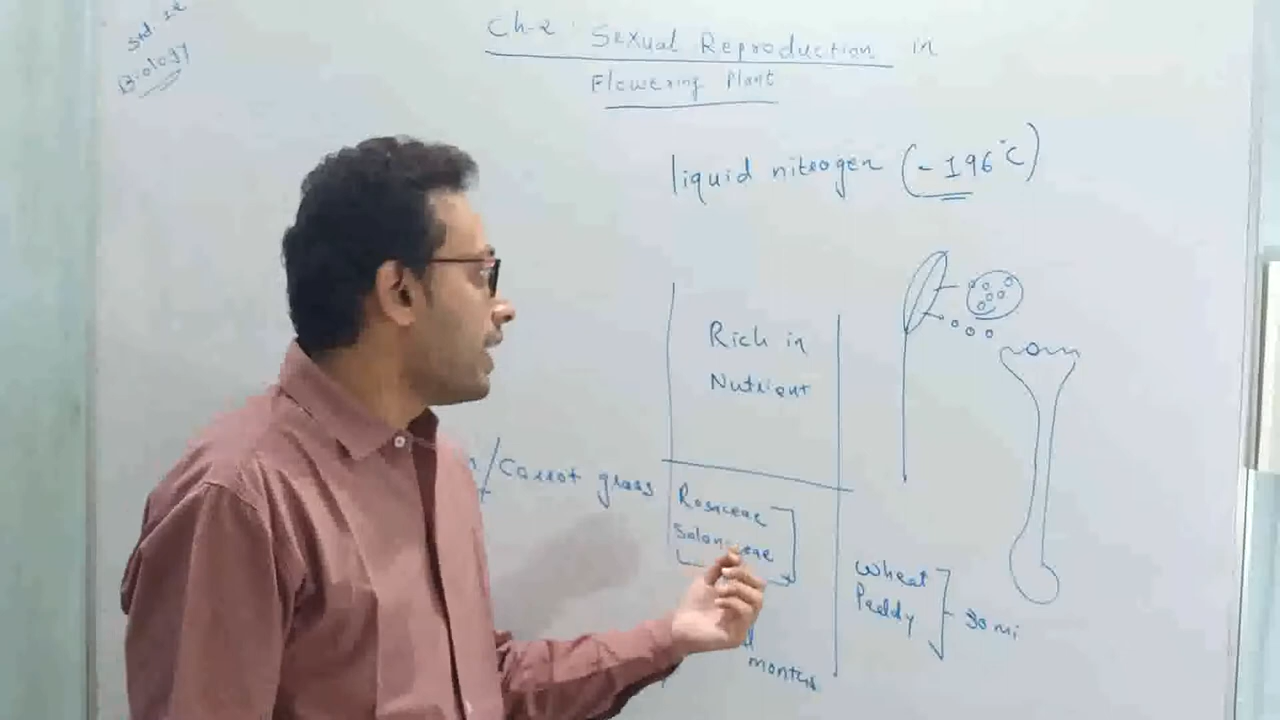 Std. 12
Biology
Ch-2 : Sexual Reproduction in
Flowering Plant
liquid nitrogen (-196°C)
Rich in
Nutrient
/Carrot grass
Rosaceae
Solanaceae
months
Wheat
Paddy
30 mi